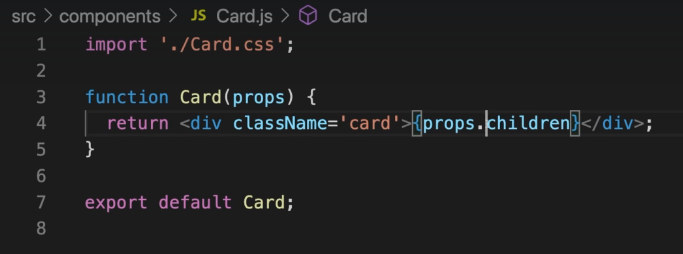 src > components > JS Card.js > Card
1 import './Card.css';
2
3 function Card(props) {
4   return <div className='card'>{props.children}</div>;
5 }
6
7 export default Card;
8